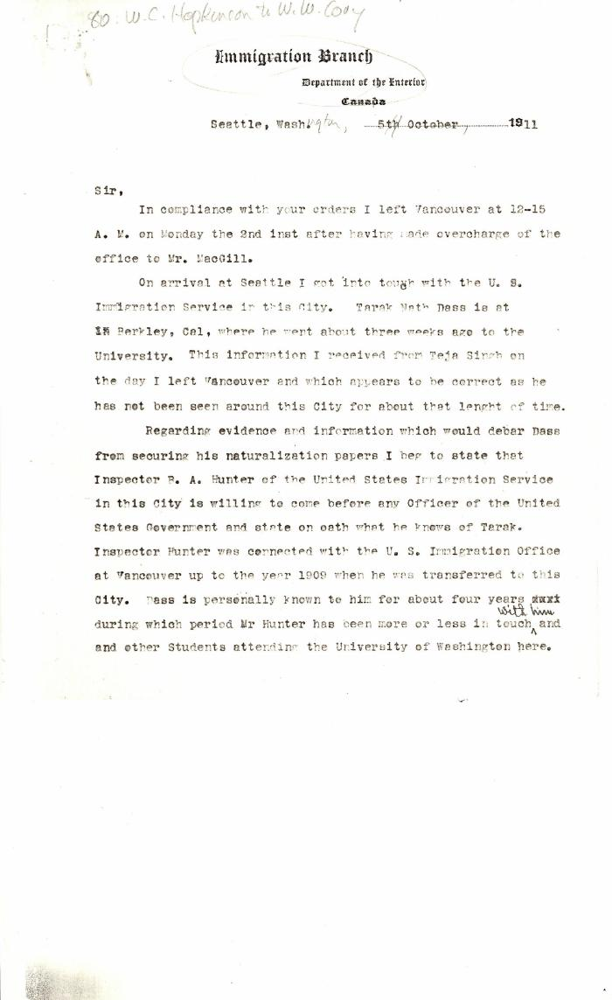 80. W.C. Hopkinson to W.W. Cory
Immigration Branch
Department of the Interior
Canada
Seattle, Washington, 5th October, 1911
Sir,
In compliance with your orders I left Vancouver at 12-15
A. M. on Monday the 2nd inst after having made overcharge of the
office to Mr. MacGill.
On arrival at Seattle I got into tough with the U. S.
Immigration Service in this City. Tarak Nath Dass is at
in Berkley, Cal, where he went about three weeks ago to the
University. This information I received from Teja Singh on
the day I left Vancouver and which appears to be correct as he
has not been seen around this City for about that lenght of time.
Regarding evidence and information which would debar Dass
from securing his naturalization papers I beg to state that
Inspector R. A. Hunter of the United States Immigration Service
in this City is willing to come before any Officer of the United
States Government and state on oath what he knows of Tarak.
Inspector Hunter was connected with the U. S. Immigration Office
at Vancouver up to the year 1909 when he was transferred to this
City. Dass is personally known to him for about four years
with him
during which period Mr Hunter has been more or less in touch and
and other Students attending the University of Washington here.